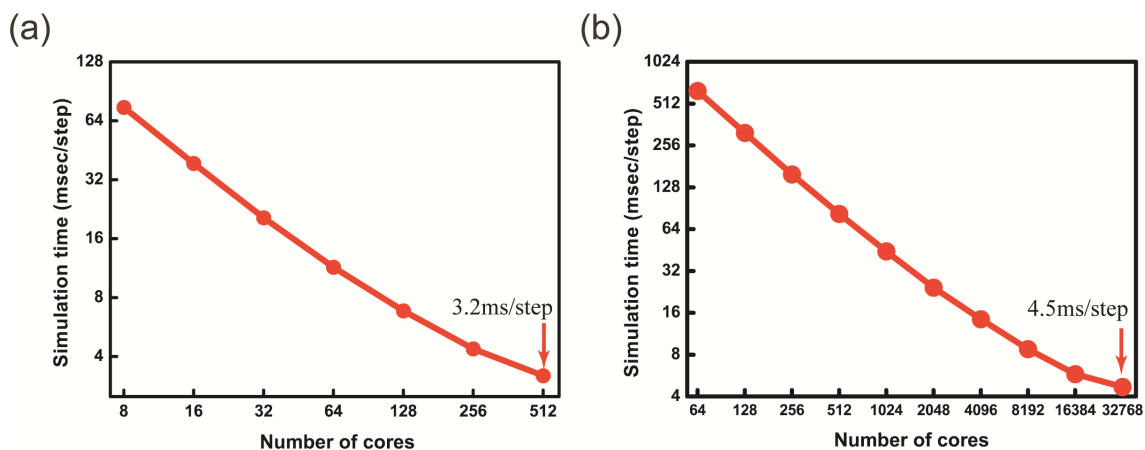 (a)
128
64
32
16
8
4
Simulation time (msec/step)
3.2ms/step
8 16 32 64 128 256 512
Number of cores
(b)
1024
512
256
128
64
32
16
8
4
Simulation time (msec/step)
4.5ms/step
64 128 256 512 1024 2048 4096 8192 16384 32768
Number of cores